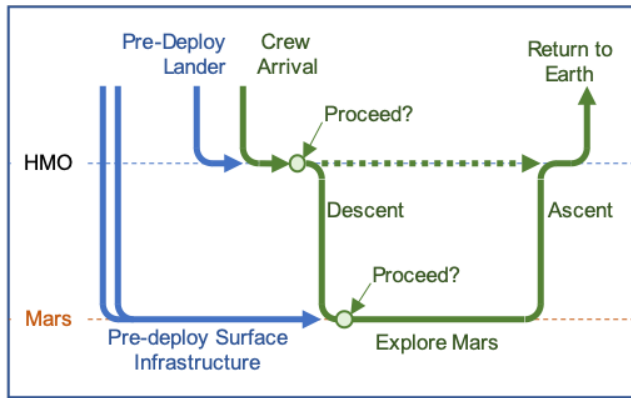 Pre-Deploy
Lander
Crew
Arrival
Return to
Earth
Proceed?
HMO
Descent
Ascent
Proceed?
Mars
Pre-deploy Surface
Infrastructure
Explore Mars